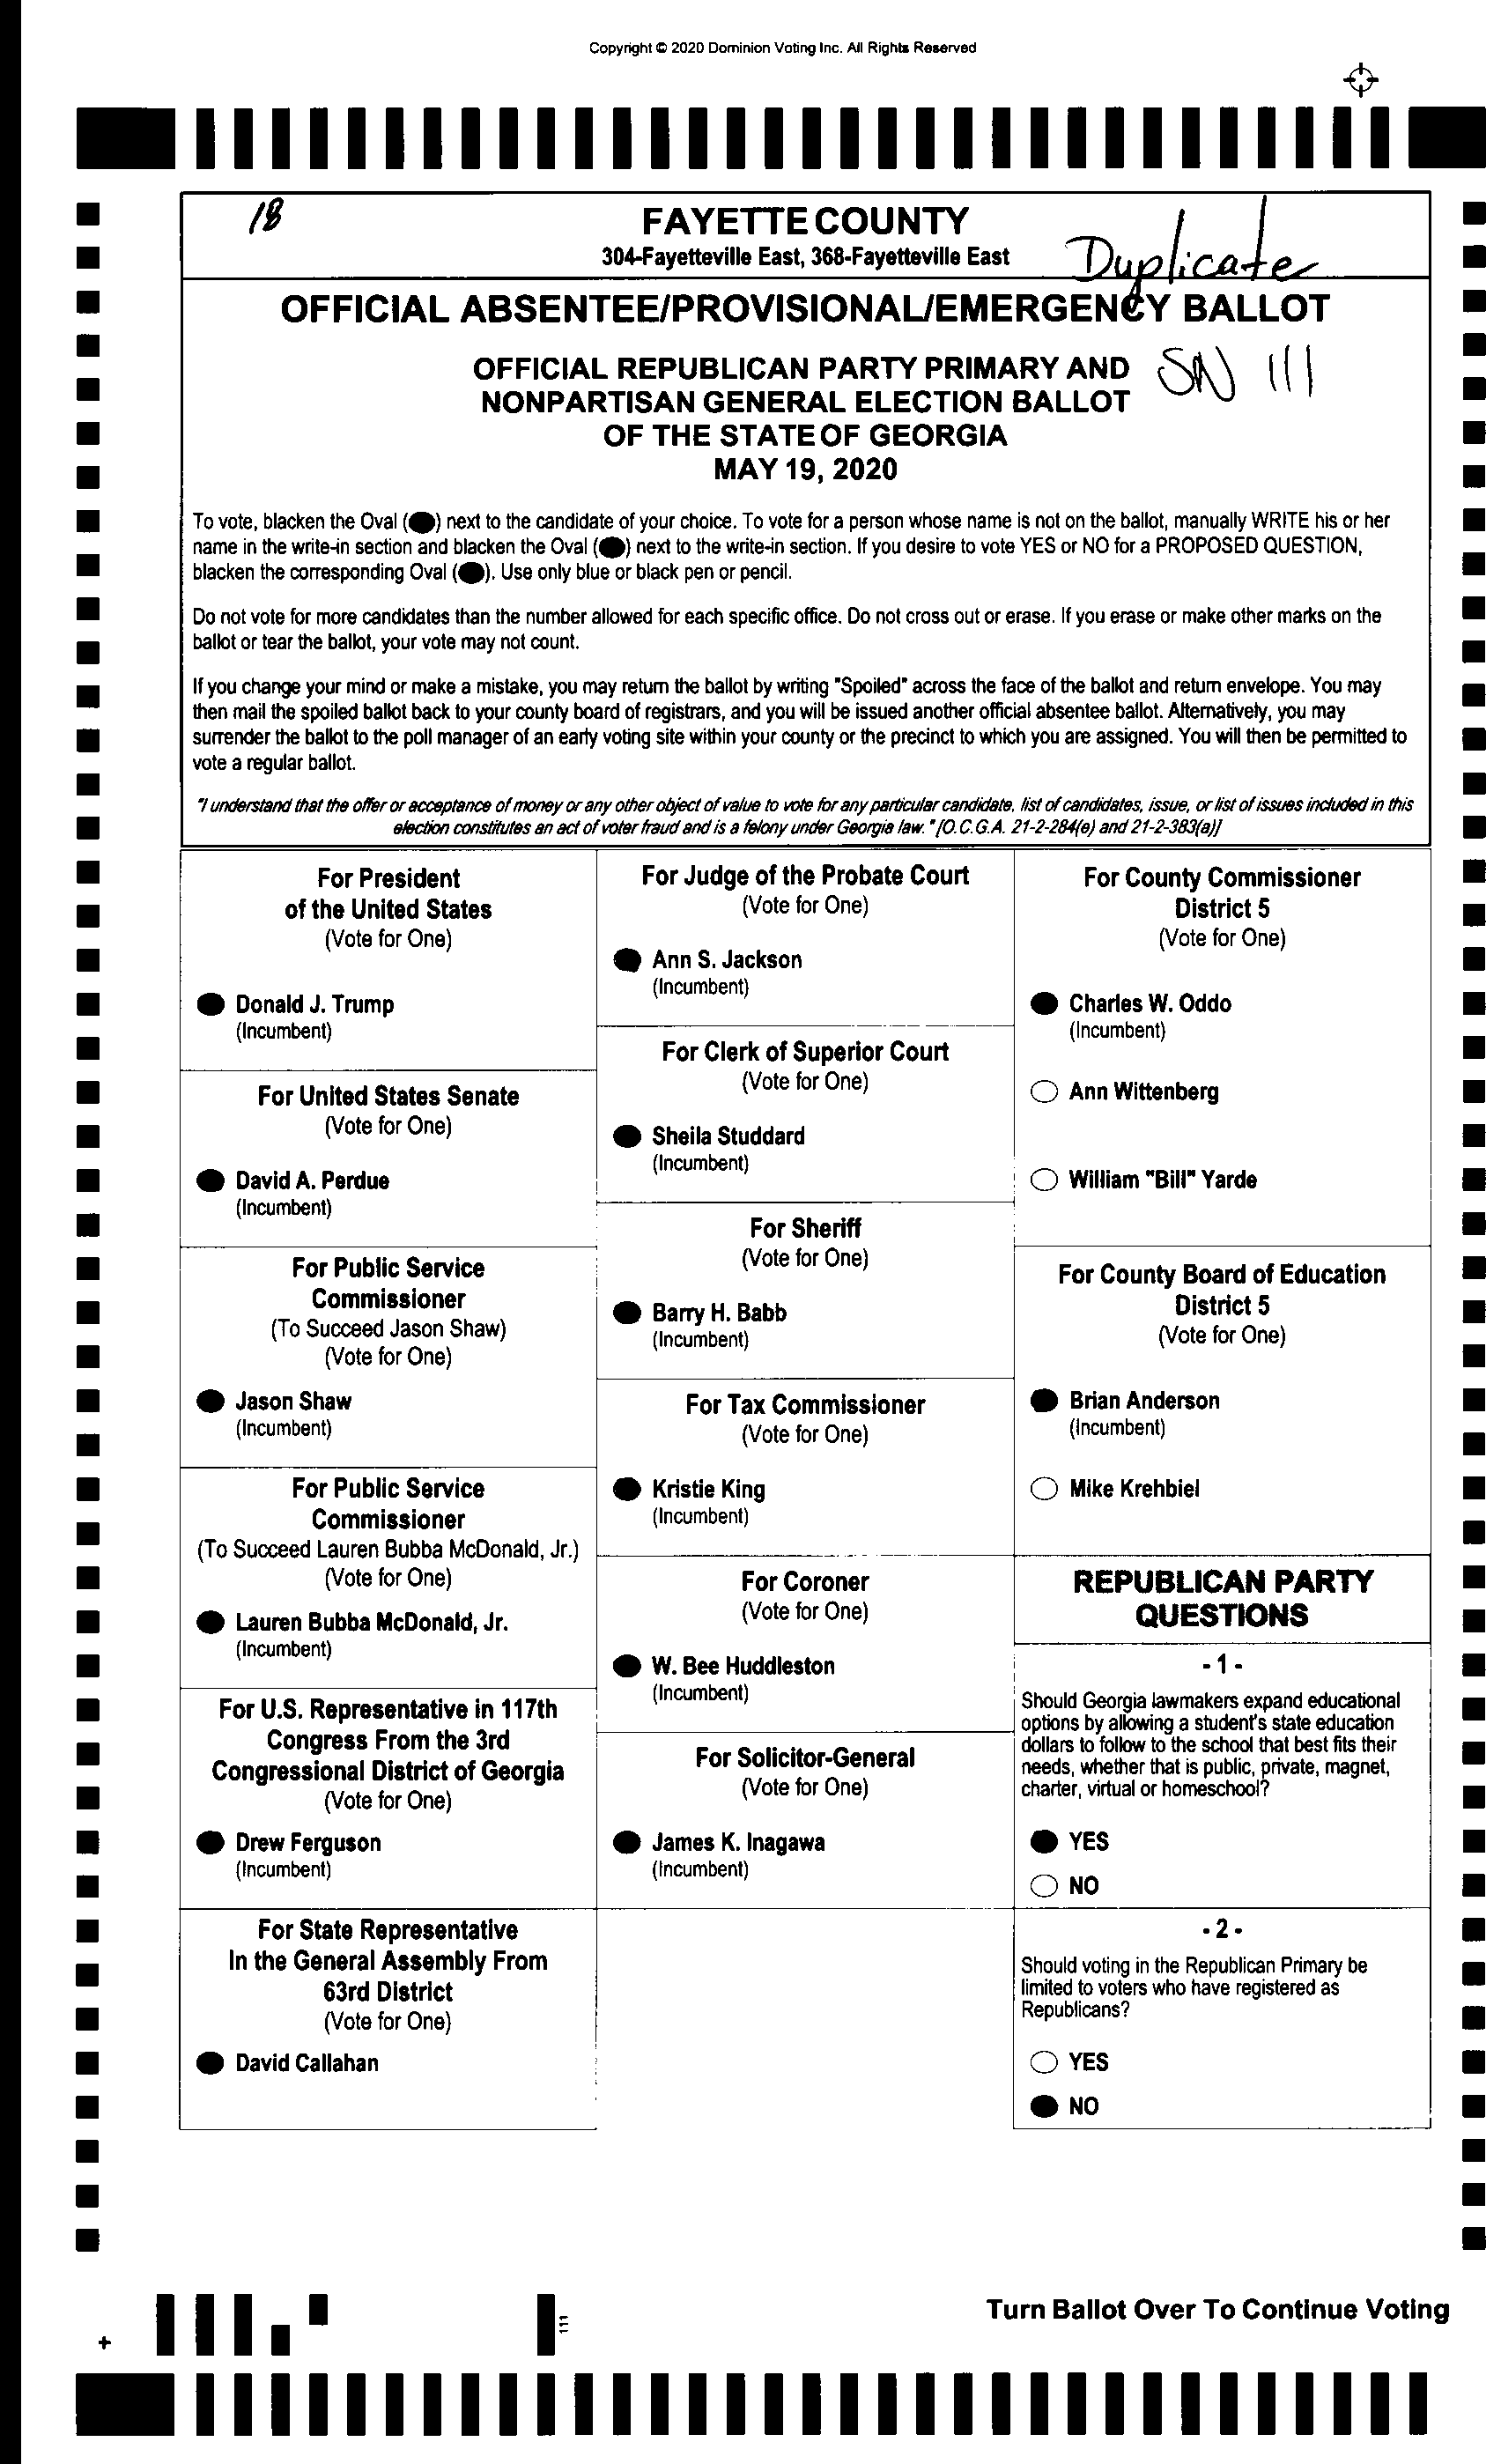 Copyright © 2020 Dominion Voting Inc. All Rights Reserved
18
FAYETTE COUNTY
304-Fayetteville East, 368-Fayetteville East
Duplicate
OFFICIAL ABSENTEE/PROVISIONAL/EMERGENCY BALLOT
OFFICIAL REPUBLICAN PARTY PRIMARY AND
NONPARTISAN GENERAL ELECTION BALLOT
OF THE STATE OF GEORGIA
MAY 19, 2020
SN 111
To vote, blacken the Oval (●) next to the candidate of your choice. To vote for a person whose name is not on the ballot, manually WRITE his or her
name in the write-in section and blacken the Oval (●) next to the write-in section. If you desire to vote YES or NO for a PROPOSED QUESTION,
blacken the corresponding Oval (●). Use only blue or black pen or pencil.
Do not vote for more candidates than the number allowed for each specific office. Do not cross out or erase. If you erase or make other marks on the
ballot or tear the ballot, your vote may not count.
If you change your mind or make a mistake, you may return the ballot by writing "Spoiled" across the face of the ballot and return envelope. You may
then mail the spoiled ballot back to your county board of registrars, and you will be issued another official absentee ballot. Alternatively, you may
surrender the ballot to the poll manager of an early voting site within your county or the precinct to which you are assigned. You will then be permitted to
vote a regular ballot.
"I understand that the offer or acceptance of money or any other object of value to vote for any particular candidate, list of candidates, issue, or list of issues included in this
election constitutes an act of voter fraud and is a felony under Georgia law." [O.C.G.A. 21-2-284(e) and 21-2-383(a)]
For President
of the United States
(Vote for One)
Donald J. Trump
(Incumbent)
For United States Senate
(Vote for One)
David A. Perdue
(Incumbent)
For Public Service
Commissioner
(To Succeed Jason Shaw)
(Vote for One)
Jason Shaw
(Incumbent)
For Public Service
Commissioner
(To Succeed Lauren Bubba McDonald, Jr.)
(Vote for One)
Lauren Bubba McDonald, Jr.
(Incumbent)
For U.S. Representative in 117th
Congress From the 3rd
Congressional District of Georgia
(Vote for One)
Drew Ferguson
(Incumbent)
For State Representative
In the General Assembly From
63rd District
(Vote for One)
David Callahan
For Judge of the Probate Court
(Vote for One)
Ann S. Jackson
(Incumbent)
For Clerk of Superior Court
(Vote for One)
Sheila Studdard
(Incumbent)
For Sheriff
(Vote for One)
Barry H. Babb
(Incumbent)
For Tax Commissioner
(Vote for One)
Kristie King
(Incumbent)
For Coroner
(Vote for One)
W. Bee Huddleston
(Incumbent)
For Solicitor-General
(Vote for One)
James K. Inagawa
(Incumbent)
For County Commissioner
District 5
(Vote for One)
Charles W. Oddo
(Incumbent)
Ann Wittenberg
William "Bill" Yarde
For County Board of Education
District 5
(Vote for One)
Brian Anderson
(Incumbent)
Mike Krehbiel
REPUBLICAN PARTY
QUESTIONS
- 1 -
Should Georgia lawmakers expand educational
options by allowing a student's state education
dollars to follow to the school that best fits their
needs, whether that is public, private, magnet,
charter, virtual or homeschool?
YES
NO
- 2 -
Should voting in the Republican Primary be
limited to voters who have registered as
Republicans?
YES
NO
Turn Ballot Over To Continue Voting
111
+